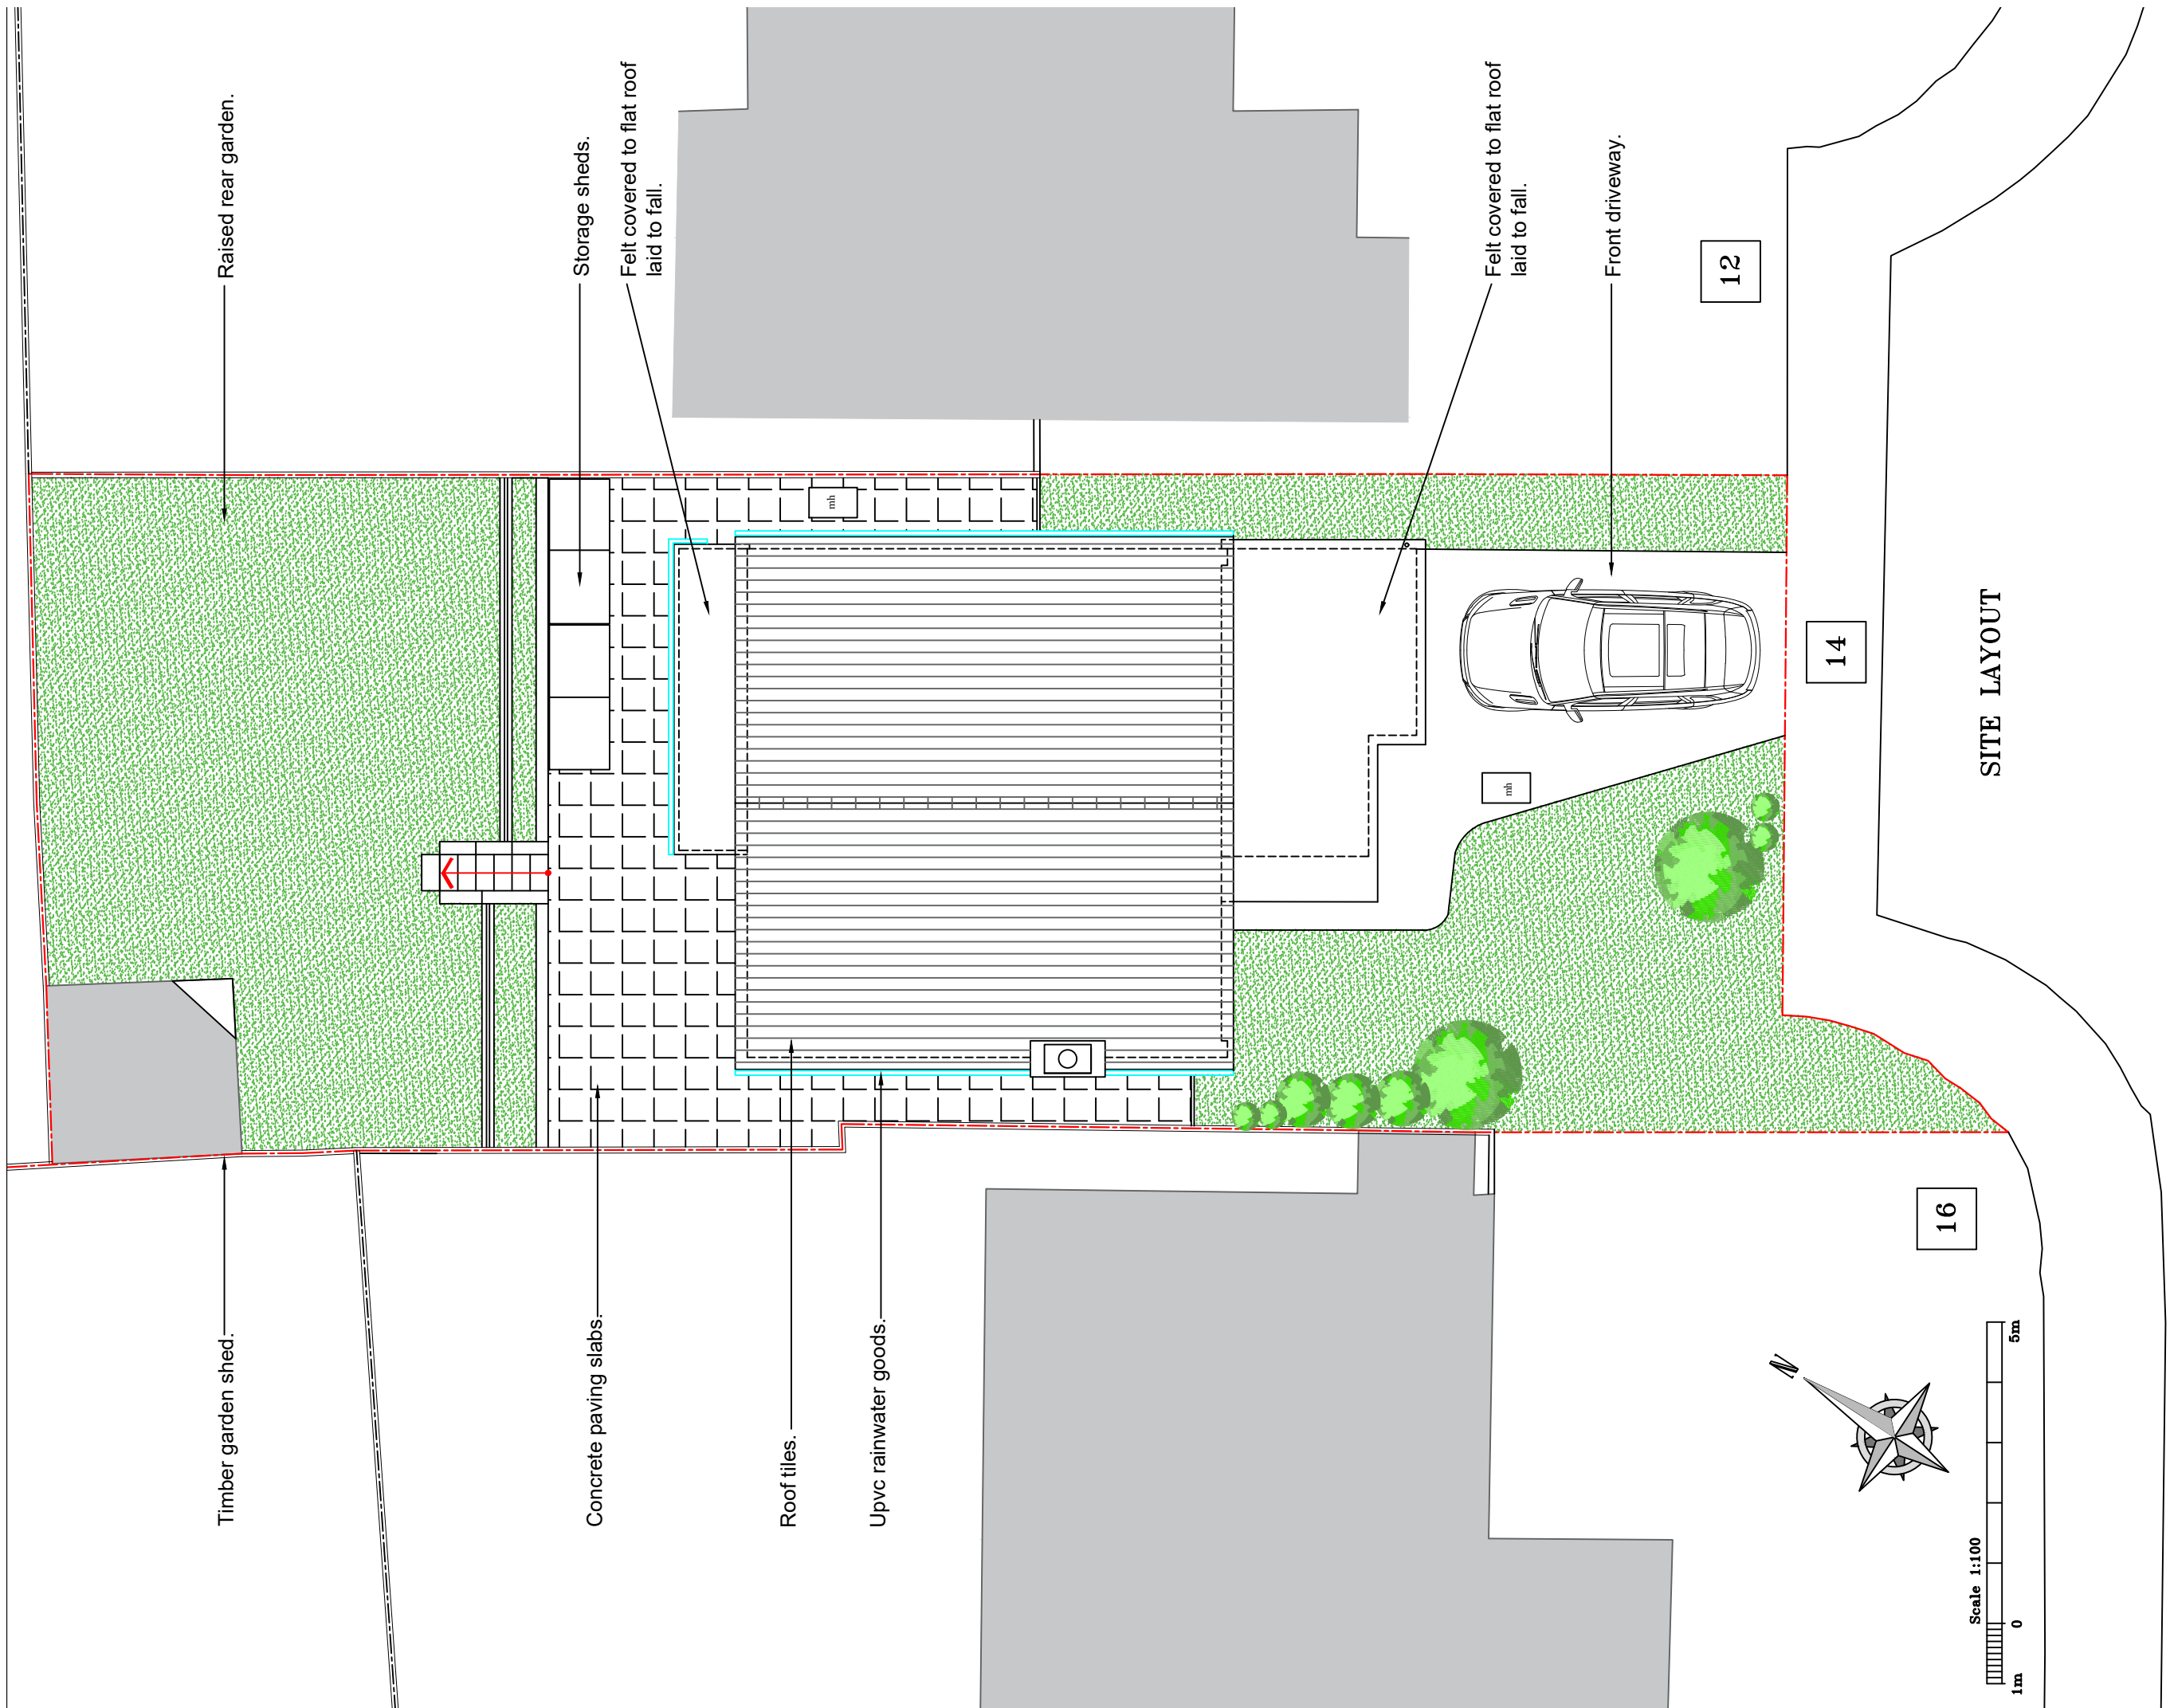 Raised rear garden.
Storage sheds.
Felt covered to flat roof
laid to fall.
Felt covered to flat roof
laid to fall.
Front driveway.
12
mh
mh
14
SITE LAYOUT
Timber garden shed.
Concrete paving slabs.
Roof tiles.
Upvc rainwater goods.
16
N
Scale 1:100
1m
0
5m